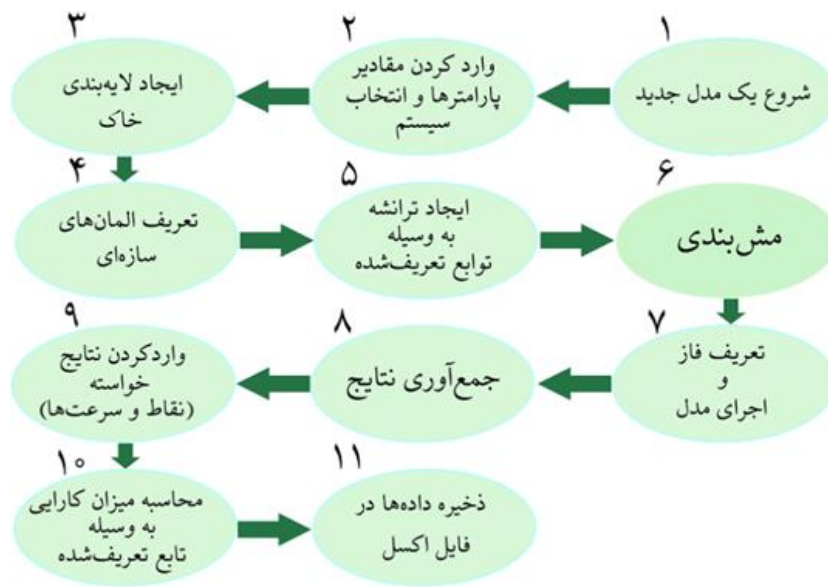 ۱
شروع یک مدل جدید
۲
وارد کردن مقادیر
پارامترها و انتخاب
سیستم
۳
ایجاد لایه‌بندی
خاک
۴
تعریف المان‌های
سازه‌ای
۵
ایجاد ترانشه
به وسیله
توابع تعریف‌شده
۶
مش‌بندی
۷
تعریف فاز
و
اجرای مدل
۸
جمع‌آوری نتایج
۹
واردکردن نتایج
خواسته
(نقاط و سرعت‌ها)
۱۰
محاسبه میزان کارایی
به وسیله
تابع تعریف‌شده
۱۱
ذخیره داده‌ها در
فایل اکسل